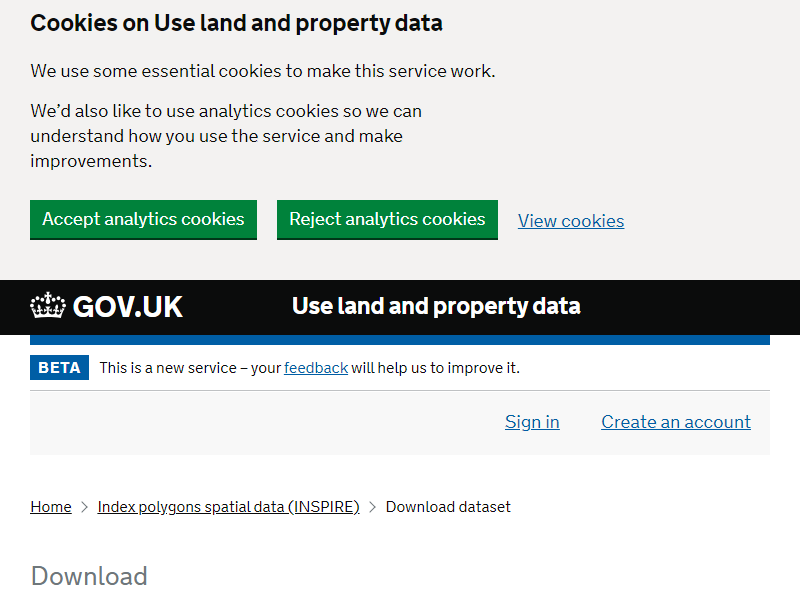 Cookies on Use land and property data
We use some essential cookies to make this service work.
We’d also like to use analytics cookies so we can
understand how you use the service and make
improvements.
Accept analytics cookies Reject analytics cookies View cookies
GOV.UK Use land and property data
BETA This is a new service – your feedback will help us to improve it.
Sign in Create an account
Home > Index polygons spatial data (INSPIRE) > Download dataset
Download